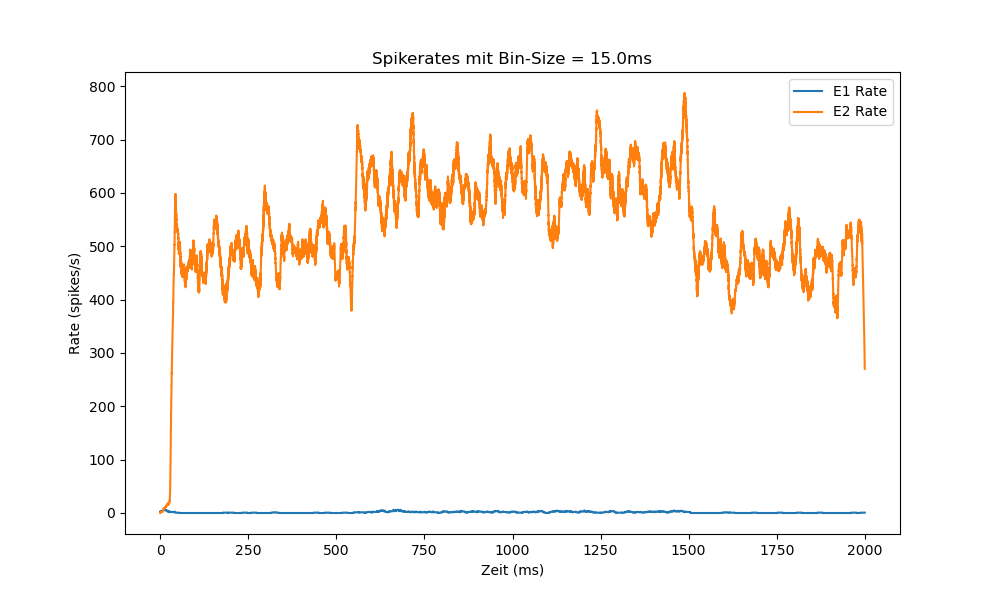 Spikerates mit Bin-Size = 15.0ms
E1 Rate
E2 Rate
800
700
600
500
400
300
200
100
0
Rate (spikes/s)
0 250 500 750 1000 1250 1500 1750 2000
Zeit (ms)